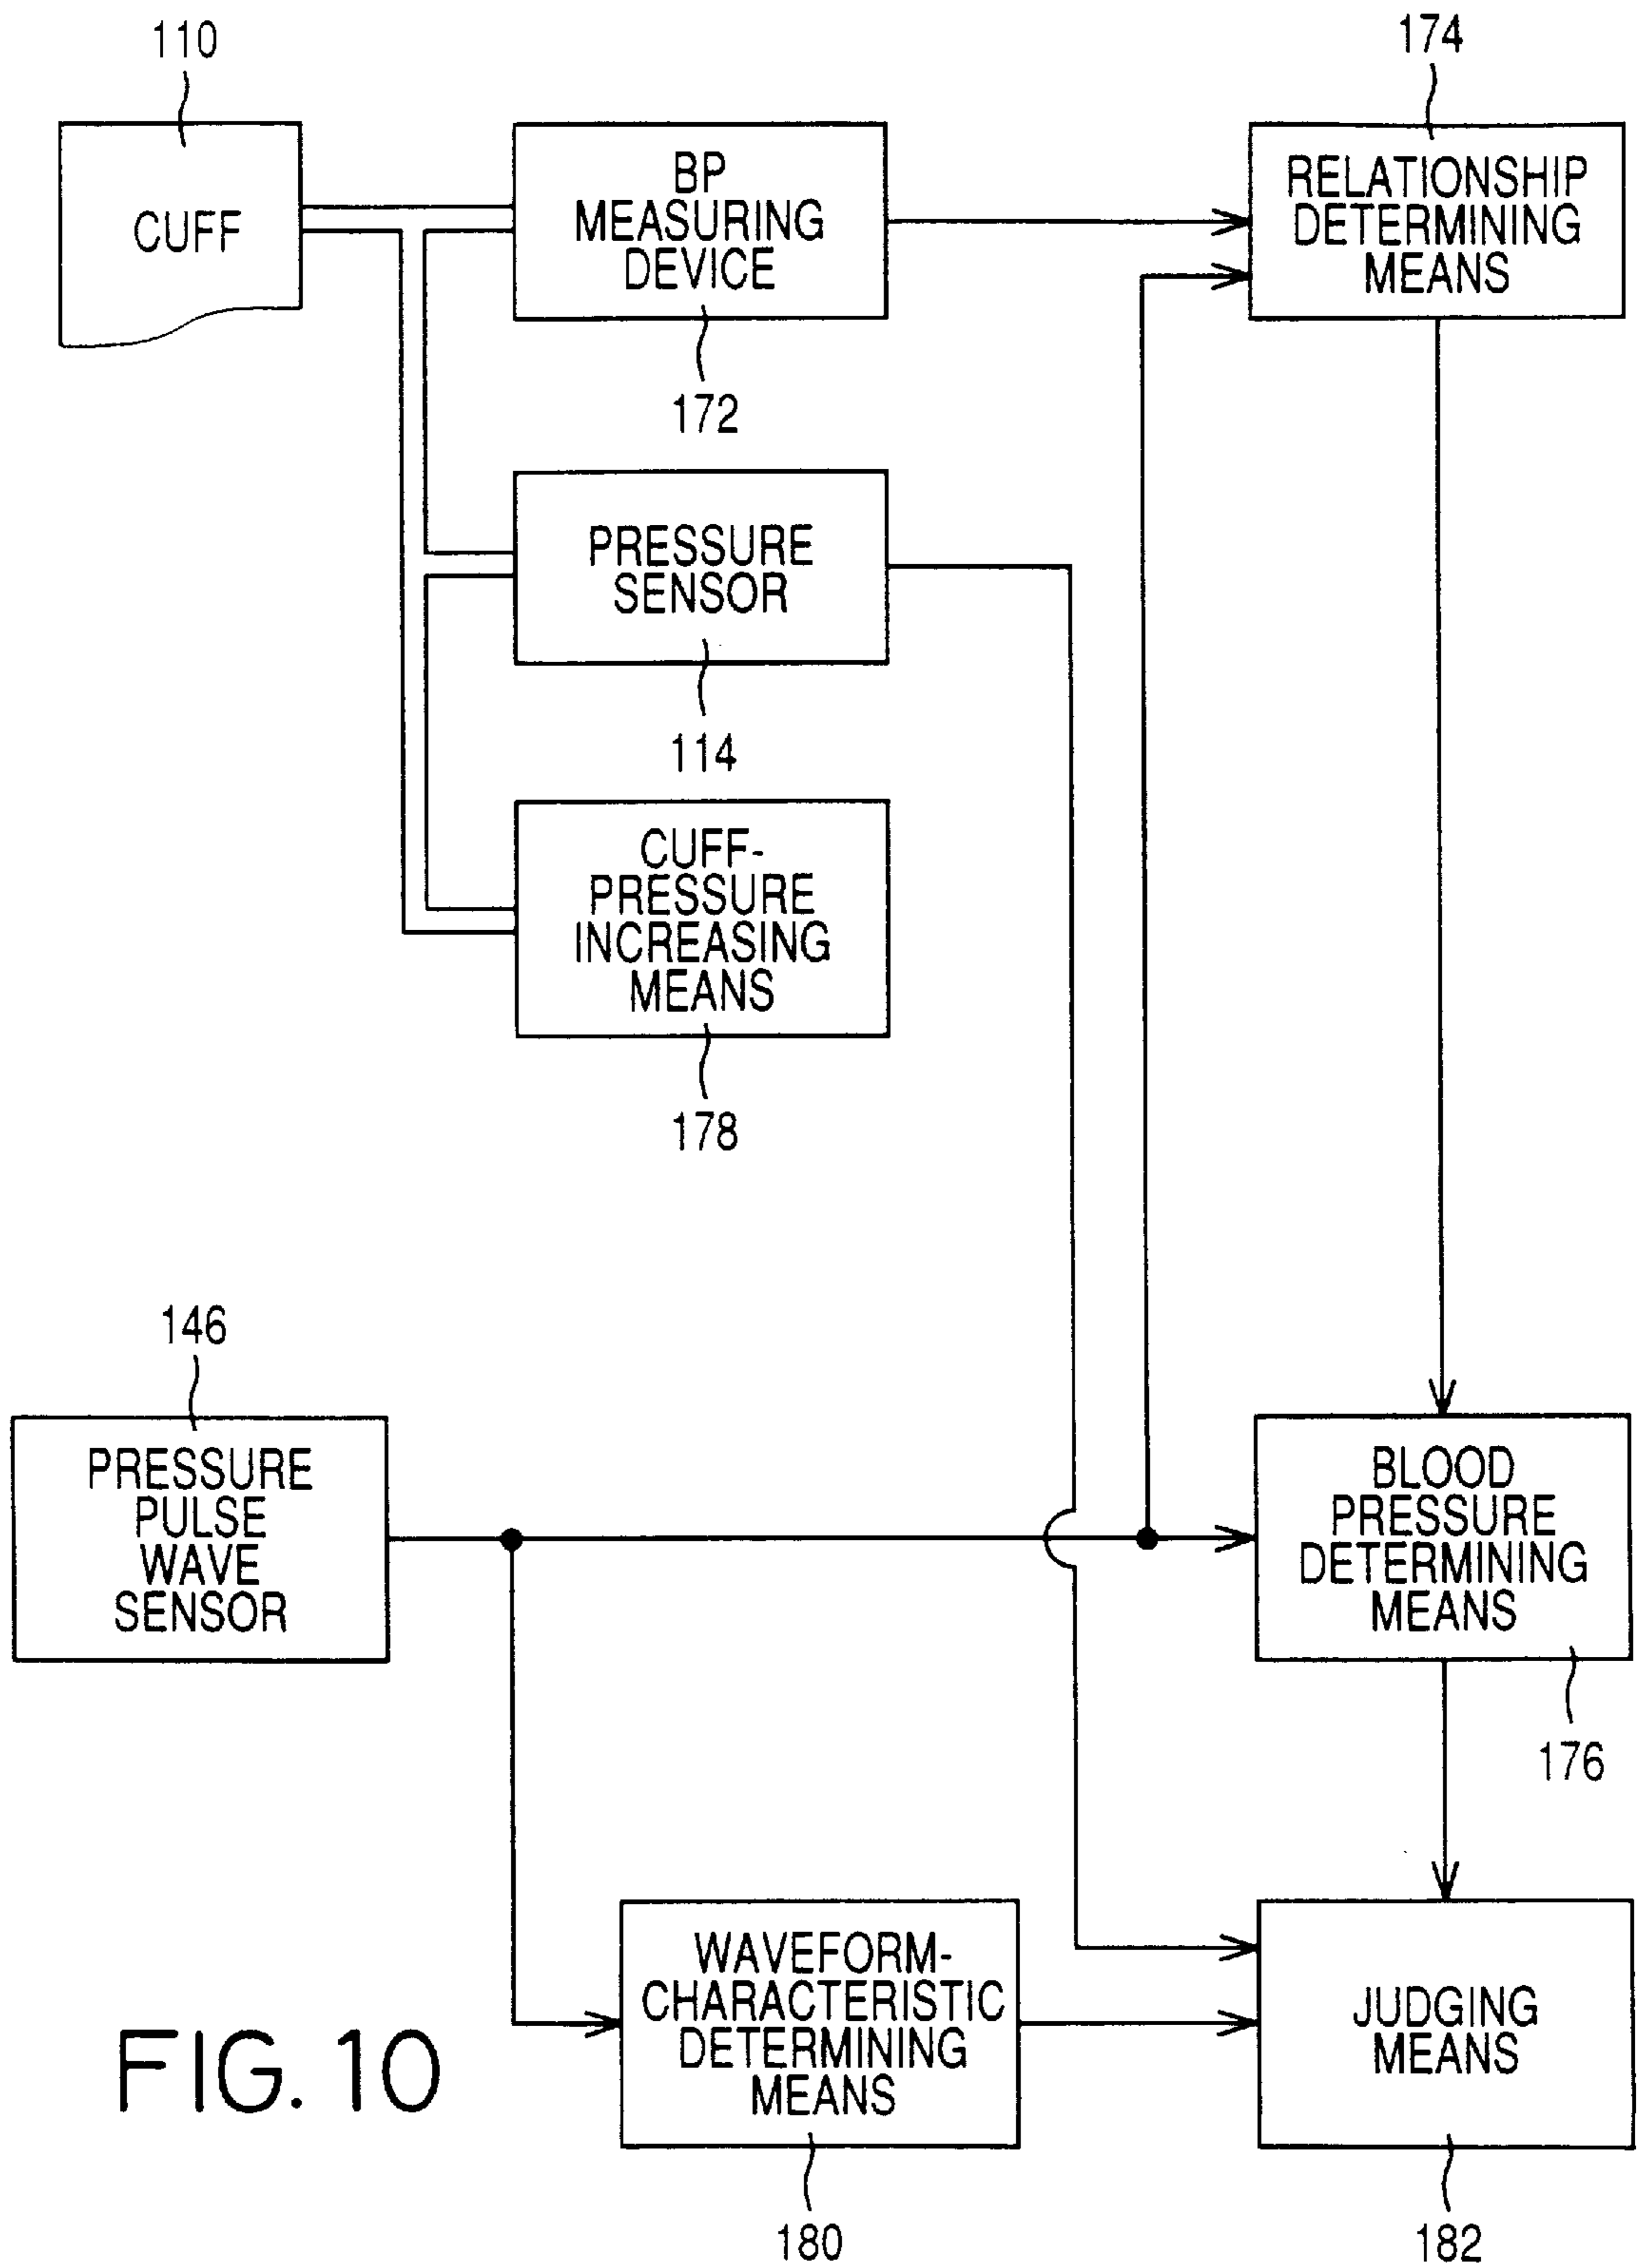 110
174
CUFF
BP
MEASURING
DEVICE
RELATIONSHIP
DETERMINING
MEANS
172
PRESSURE
SENSOR
114
CUFF-
PRESSURE
INCREASING
MEANS
178
146
PRESSURE
PULSE
WAVE
SENSOR
BLOOD
PRESSURE
DETERMINING
MEANS
176
WAVEFORM-
CHARACTERISTIC
DETERMINING
MEANS
JUDGING
MEANS
FIG. 10
180
182